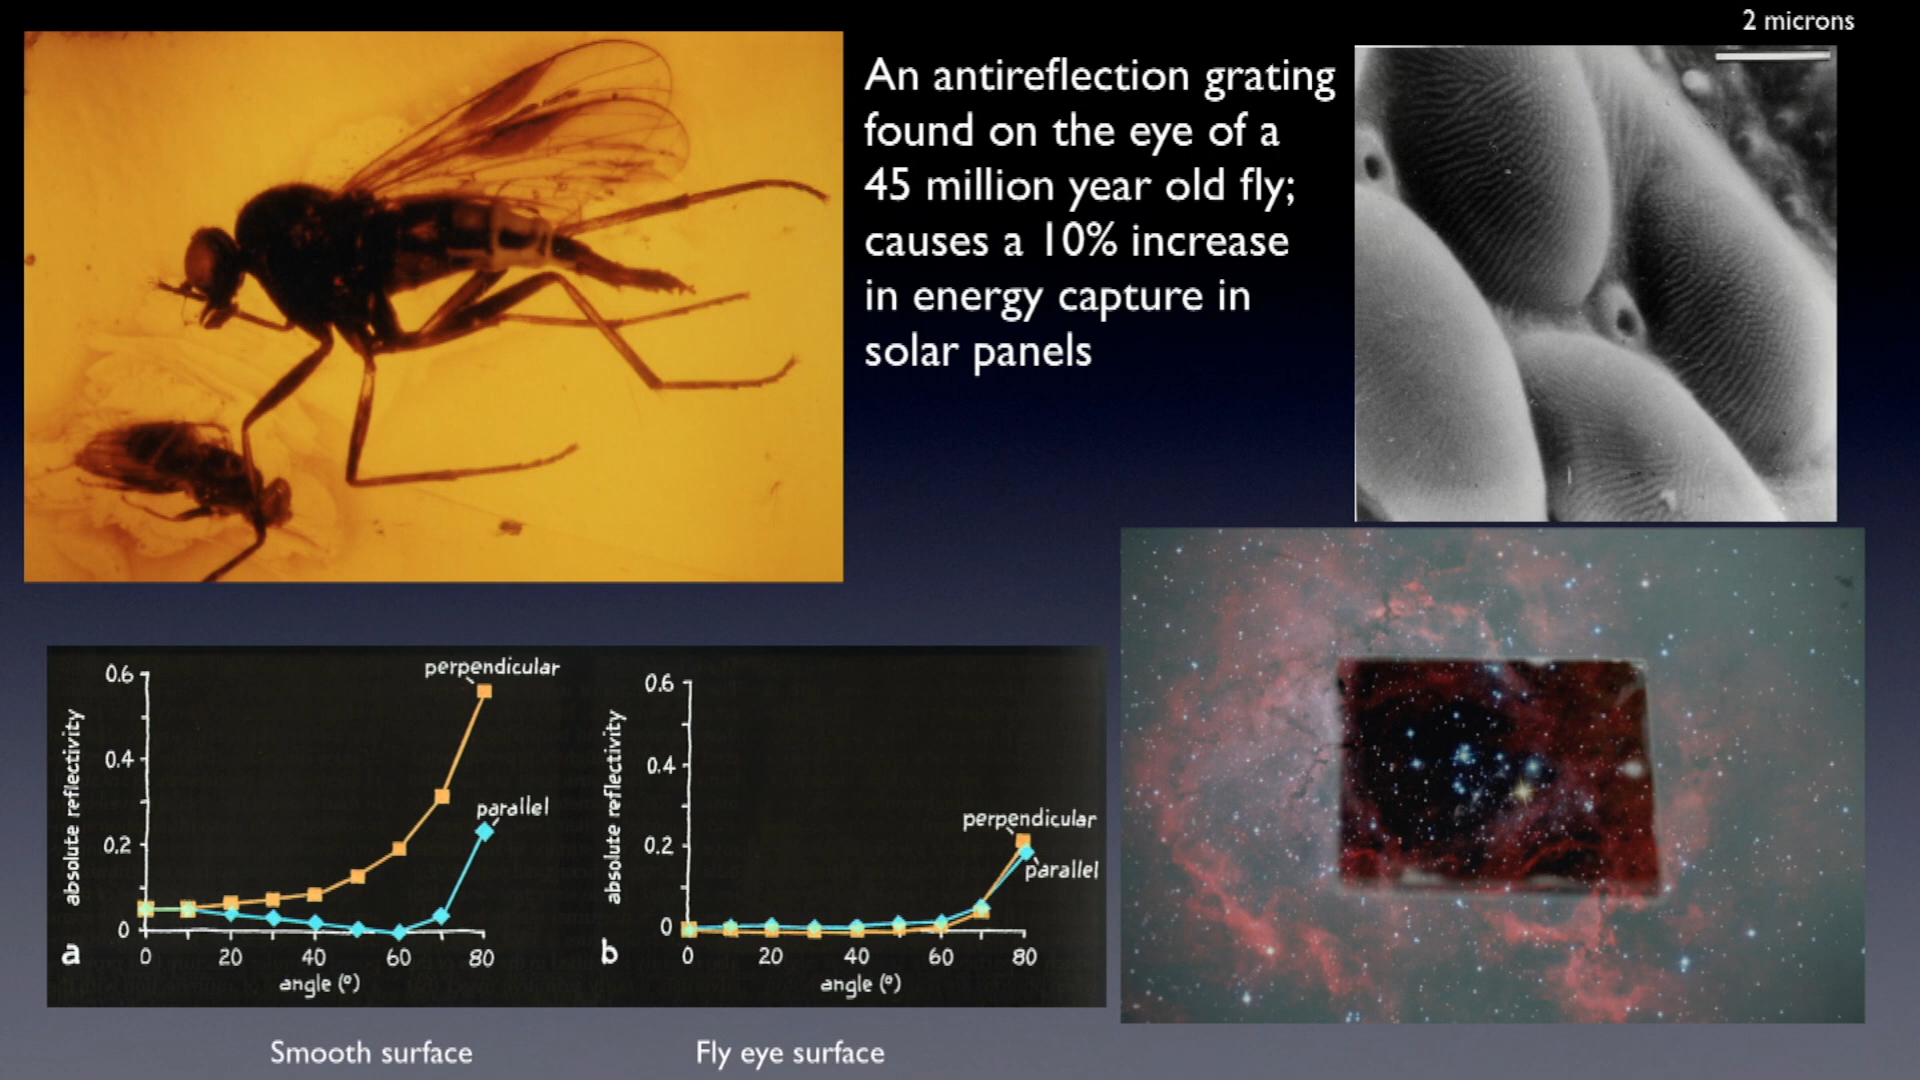 2 microns
An antireflection grating
found on the eye of a
45 million year old fly;
causes a 10% increase
in energy capture in
solar panels
absolute reflectivity
0.6
0.4
0.2
0
0
20
40
60
80
angle (º)
perpendicular
parallel
a
absolute reflectivity
0.6
0.4
0.2
0
0
20
40
60
80
angle (º)
perpendicular
parallel
b
Smooth surface
Fly eye surface